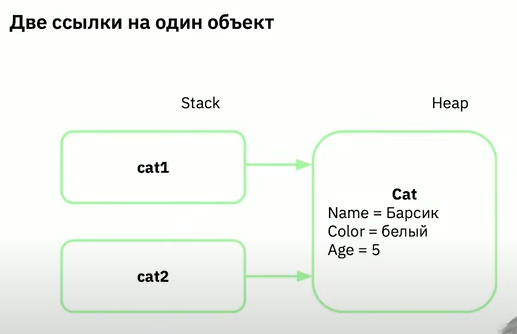 Две ссылки на один объект
Stack
Heap
cat1
Cat
Name = Барсик
Color = белый
Age = 5
cat2